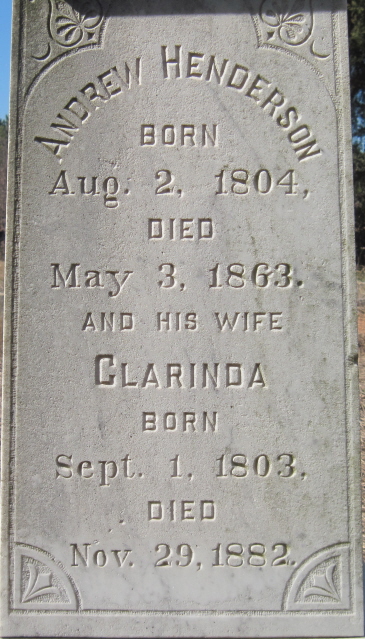 ANDREW HENDERSON
BORN
Aug. 2, 1804,
DIED
May 3, 1863.
AND HIS WIFE
CLARINDA
BORN
Sept. 1, 1803,
DIED
Nov. 29, 1882.